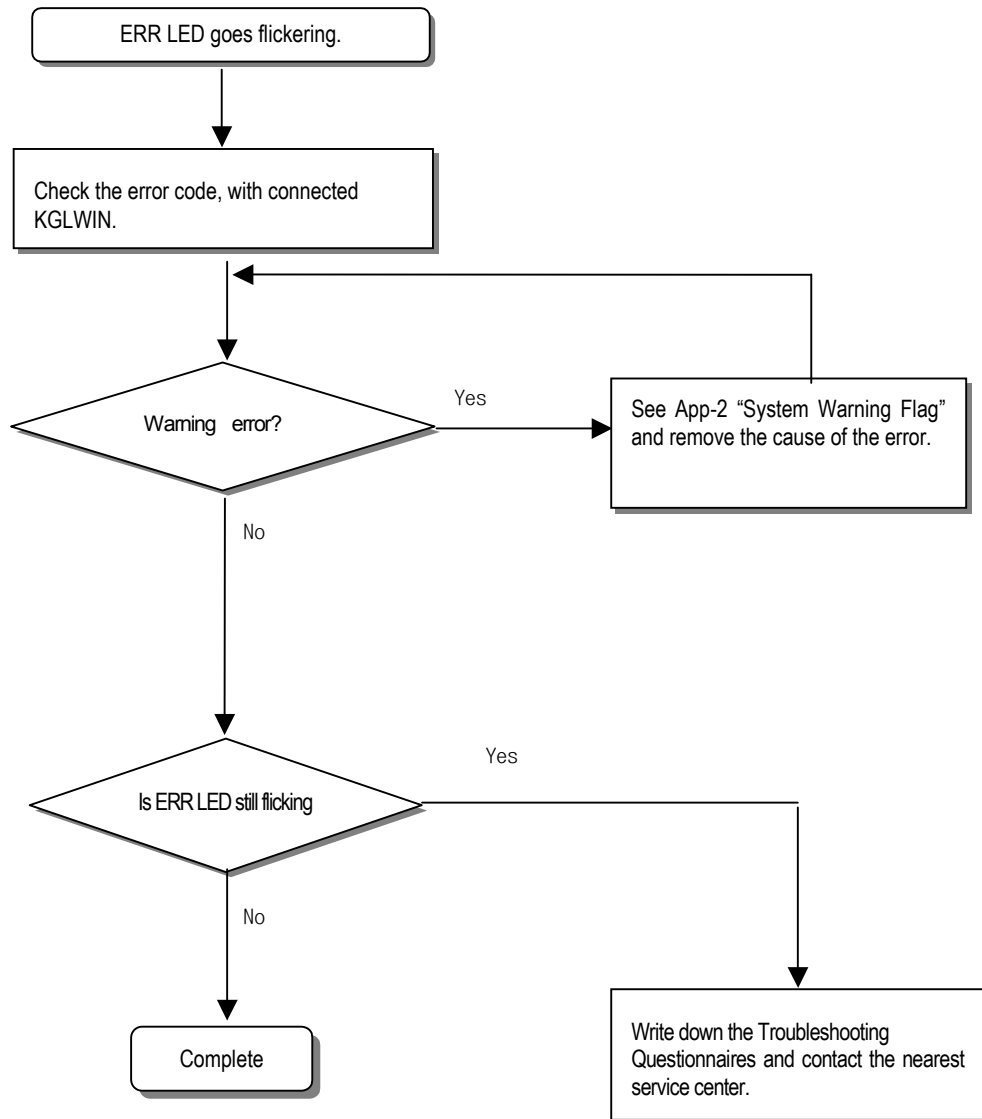 ERR LED goes flickering.
Check the error code, with connected
KGLWIN.
Warning error?
Yes
See App-2 “System Warning Flag”
and remove the cause of the error.
No
Is ERR LED still flicking
Yes
No
Complete
Write down the Troubleshooting
Questionnaires and contact the nearest
service center.